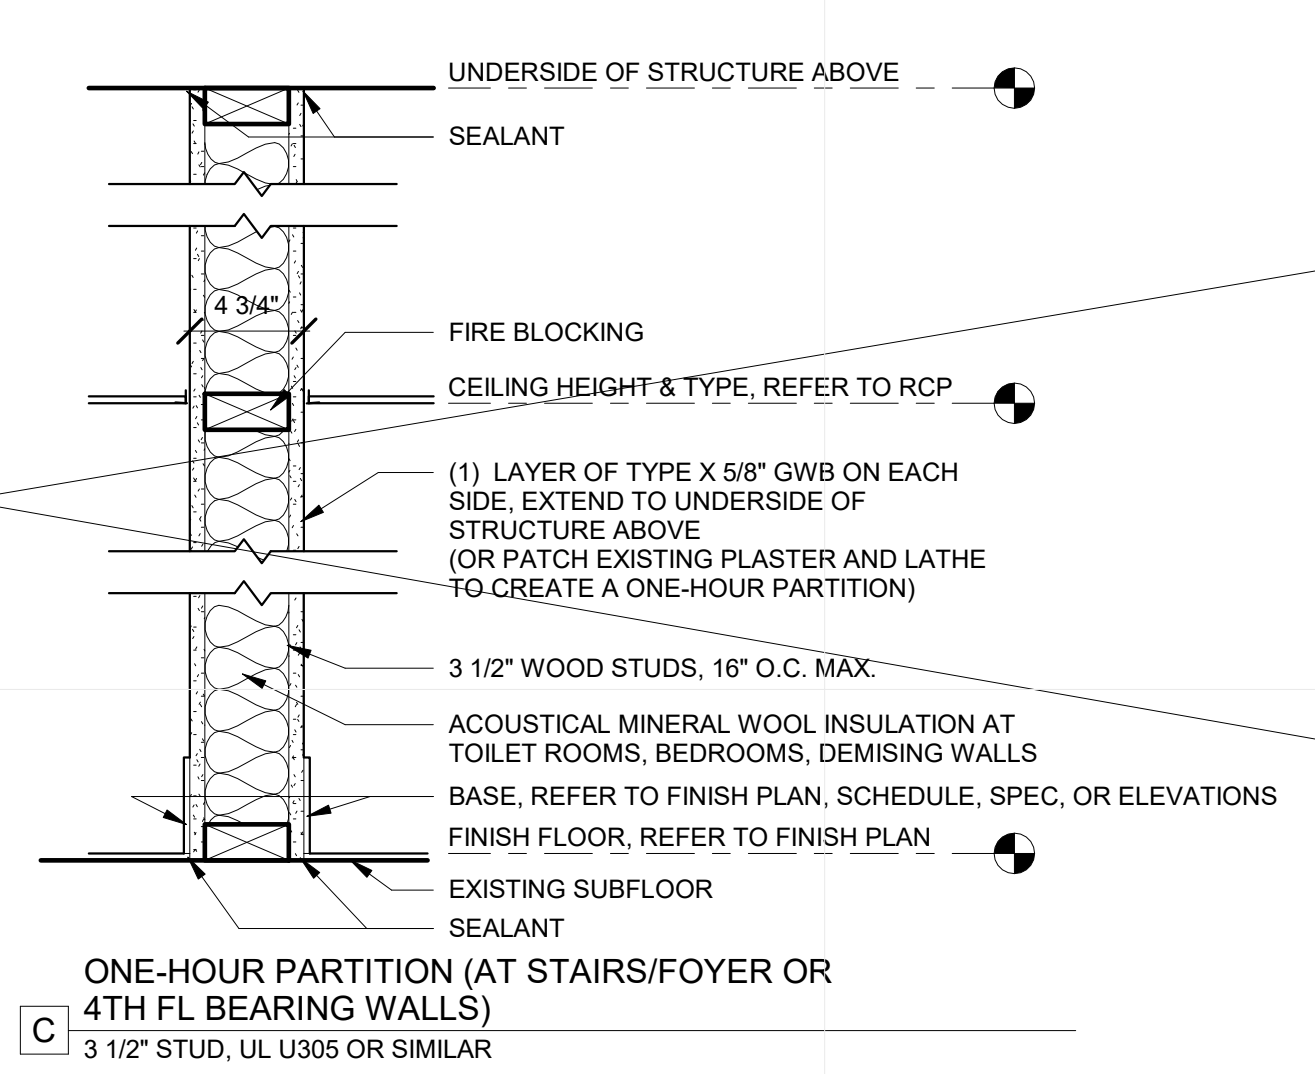 UNDERSIDE OF STRUCTURE ABOVE
SEALANT
4 3/4"
FIRE BLOCKING
CEILING HEIGHT & TYPE, REFER TO RCP
(1) LAYER OF TYPE X 5/8" GWB ON EACH
SIDE, EXTEND TO UNDERSIDE OF
STRUCTURE ABOVE
(OR PATCH EXISTING PLASTER AND LATHE
TO CREATE A ONE-HOUR PARTITION)
3 1/2" WOOD STUDS, 16" O.C. MAX.
ACOUSTICAL MINERAL WOOL INSULATION AT
TOILET ROOMS, BEDROOMS, DEMISING WALLS
BASE, REFER TO FINISH PLAN, SCHEDULE, SPEC, OR ELEVATIONS
FINISH FLOOR, REFER TO FINISH PLAN
EXISTING SUBFLOOR
SEALANT
ONE-HOUR PARTITION (AT STAIRS/FOYER OR
4TH FL BEARING WALLS)
C
3 1/2" STUD, UL U305 OR SIMILAR